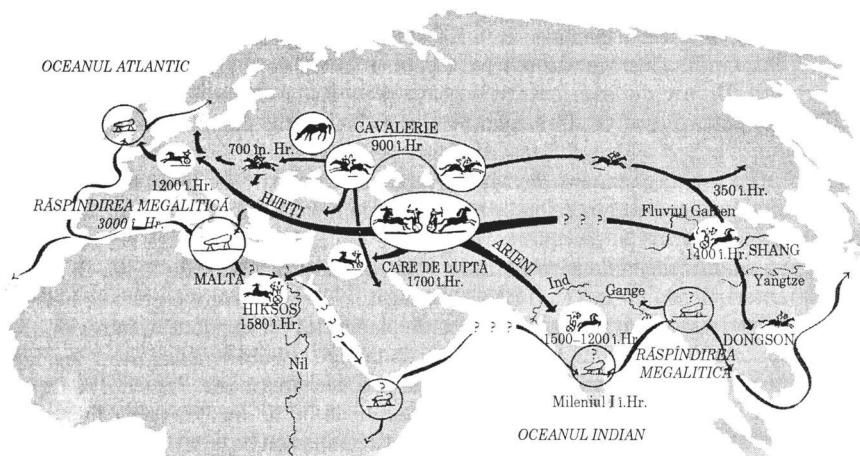 OCEANUL ATLANTIC
CAVALERIE
900 î.Hr.
700 în. Hr.
350 î.Hr.
1200 î.Hr.
HITIȚI
RĂSPÎNDIREA MEGALITICĂ
3000 î. Hr.
? ? ?
Fluviul Galben
SHANG
1400 î.Hr.
ARIENI
MALTA
?
CARE DE LUPTĂ
1700 î.Hr.
Ind
Gange
?
Yangtze
HIKSOS
1580 î.Hr.
? ? ?
? ? ?
1500–1200 î.Hr.
DONGSON
RĂSPÎNDIREA
MEGALITICĂ
Nil
?
?
Mileniul I î.Hr.
OCEANUL INDIAN